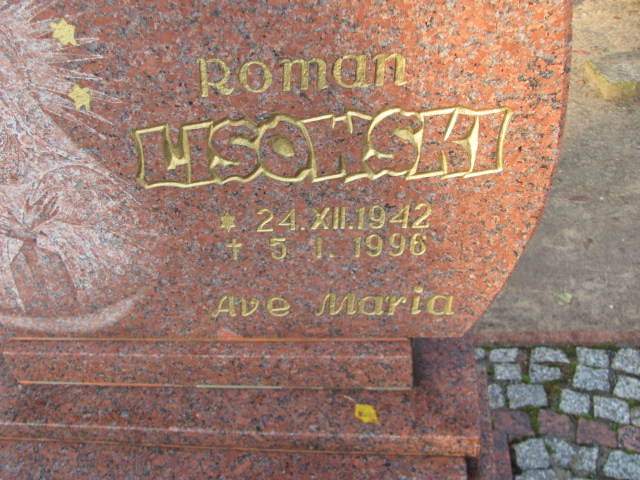 Roman
LISOWSKI
* 24.XII.1942
† 5.I.1996
Ave Maria